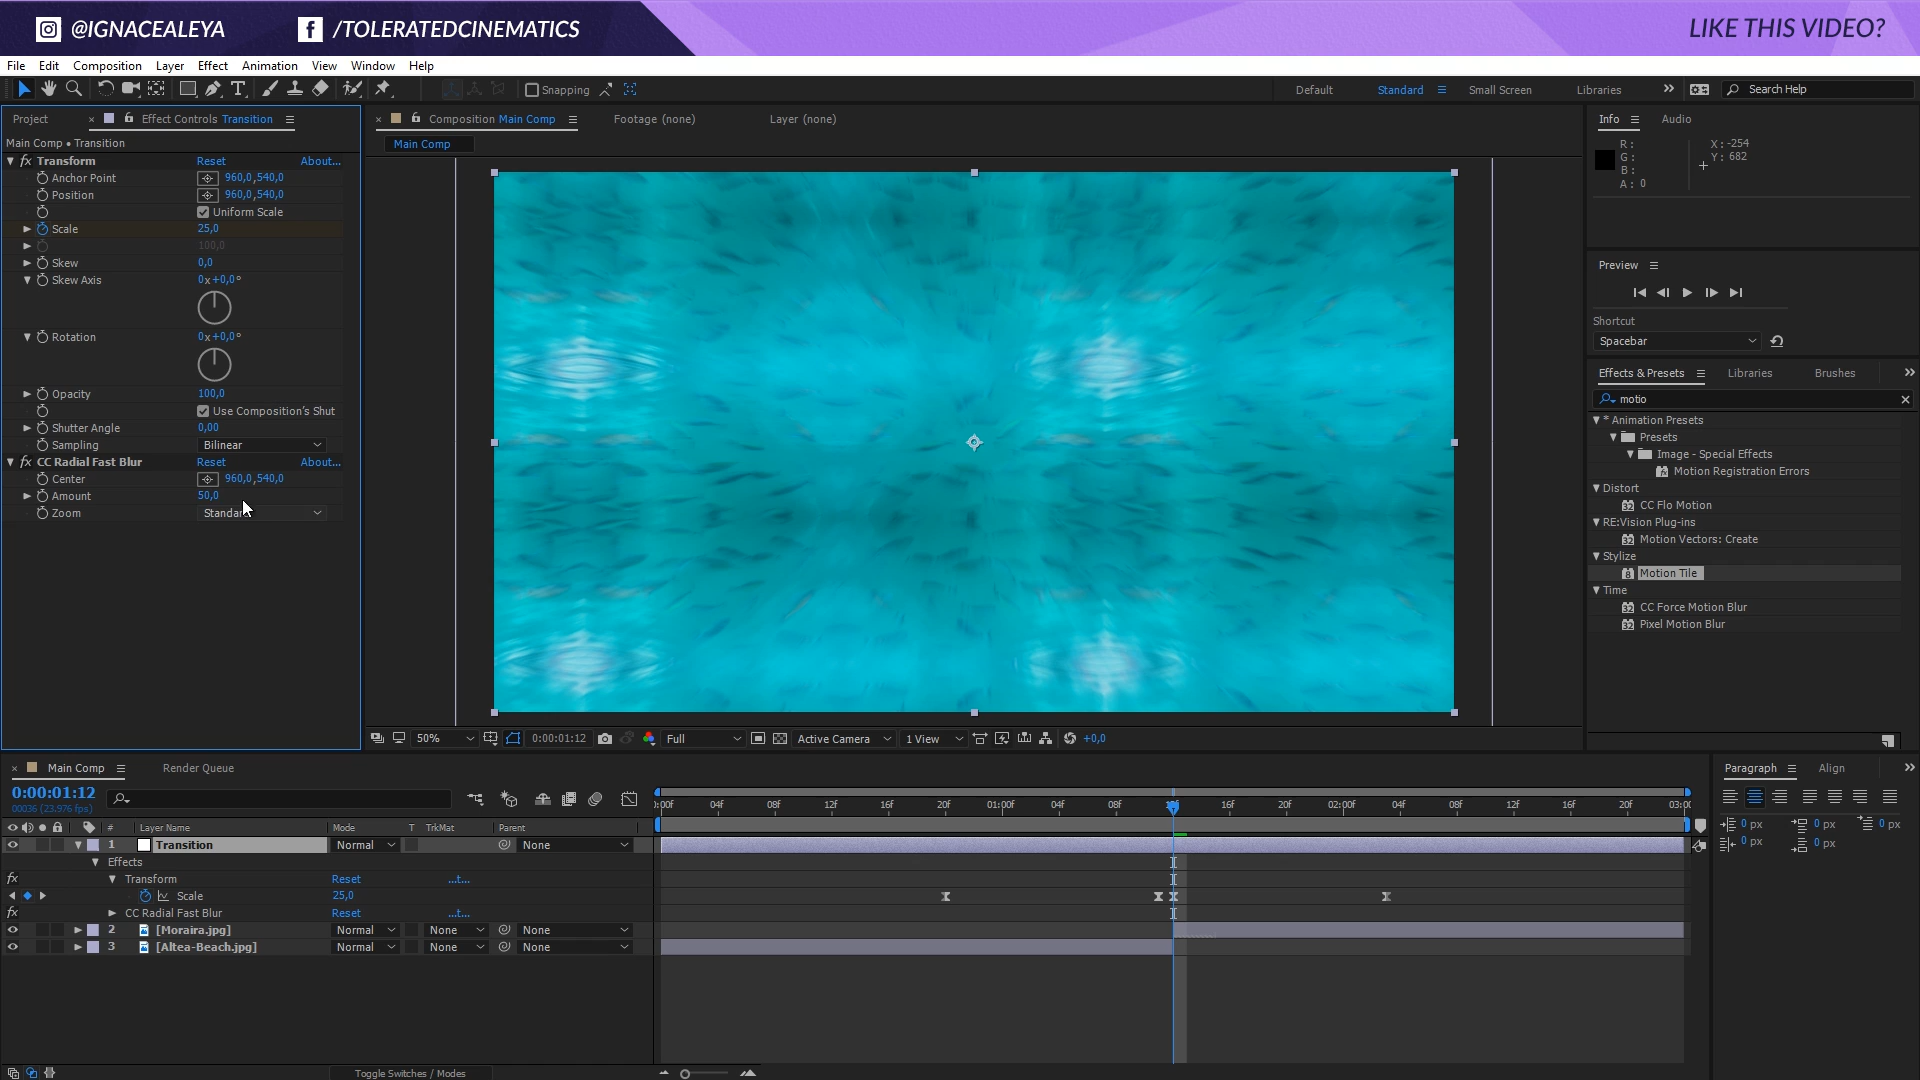 @IGNACEALEYA /TOLERATEDCINEMATICS LIKE THIS VIDEO?
File Edit Composition Layer Effect Animation View Window Help
Snapping Default Standard Small Screen Libraries Search Help
Project Effect Controls Transition
Main Comp • Transition
fx Transform Reset About...
Anchor Point 960,0,540,0
Position 960,0,540,0
Uniform Scale
Scale 25,0
100,0
Skew 0,0
Skew Axis 0x+0,0°
Rotation 0x+0,0°
Opacity 100,0
Use Composition's Shut
Shutter Angle 0,00
Sampling Bilinear
fx CC Radial Fast Blur Reset About...
Center 960,0,540,0
Amount 50,0
Zoom Standar
Composition Main Comp Footage (none) Layer (none)
Main Comp
50% 0:00:01:12 Full Active Camera 1 View +0,0
Info Audio
R: X: -254
G: Y: 682
B:
A: 0
Preview
Shortcut
Spacebar
Effects & Presets Libraries Brushes
motio
* Animation Presets
Presets
Image - Special Effects
Motion Registration Errors
Distort
CC Flo Motion
RE:Vision Plug-ins
Motion Vectors: Create
Stylize
Motion Tile
Time
CC Force Motion Blur
Pixel Motion Blur
Main Comp Render Queue
0:00:01:12
00036 (23.976 fps)
:00f 04f 08f 12f 16f 20f 01:00f 04f 08f 16f 20f 02:00f 04f 08f 12f 16f 20f 03:00
# Layer Name Mode T TrkMat Parent
1 Transition Normal None
Effects
fx Transform Reset ...t...
Scale 25,0
fx CC Radial Fast Blur Reset ...t...
2 [Moraira.jpg] Normal None None
3 [Altea-Beach.jpg] Normal None None
Toggle Switches / Modes
Paragraph Align
0 px 0 px 0 px
0 px 0 px